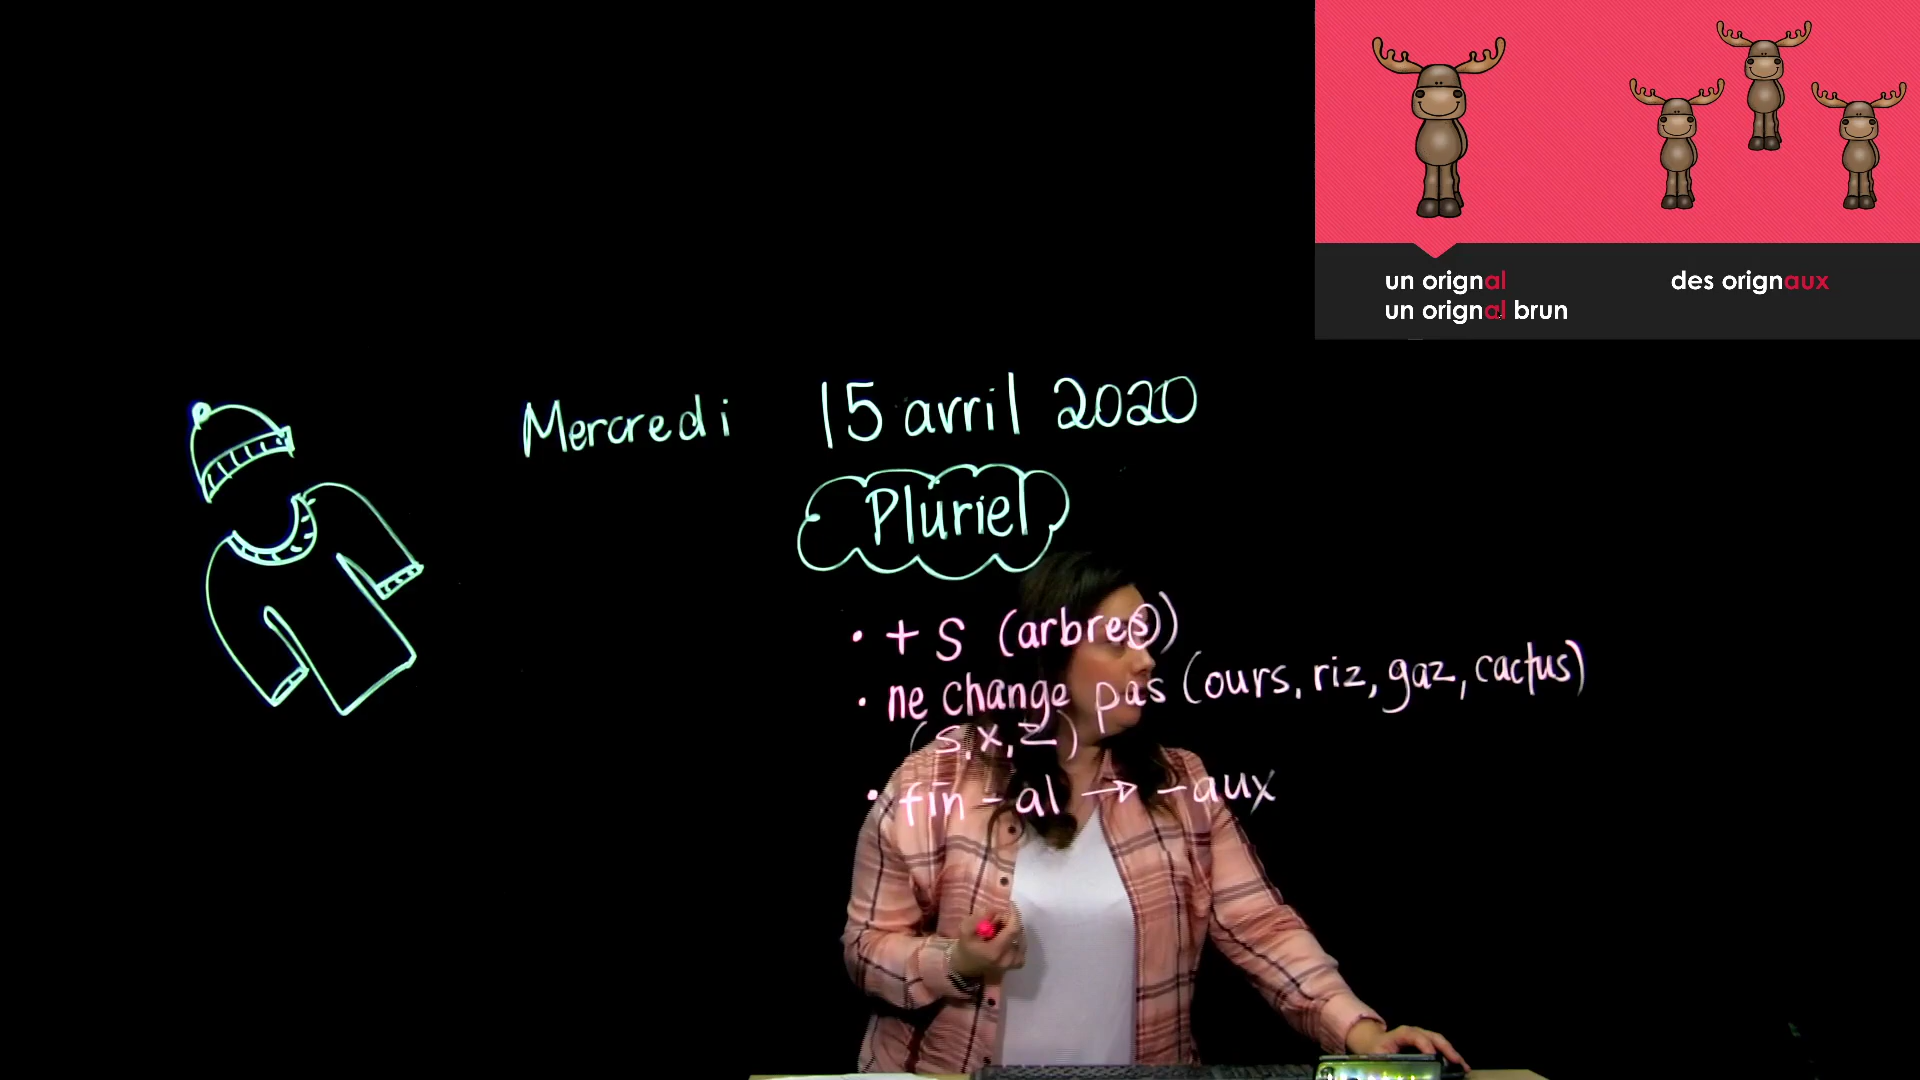 un orignal
un orignal brun
des orignaux
Mercredi 15 avril 2020
Pluriel
• + s (arbres)
• ne change pas (ours, riz, gaz, cactus)
(s, x, z)
• fin -al → -aux